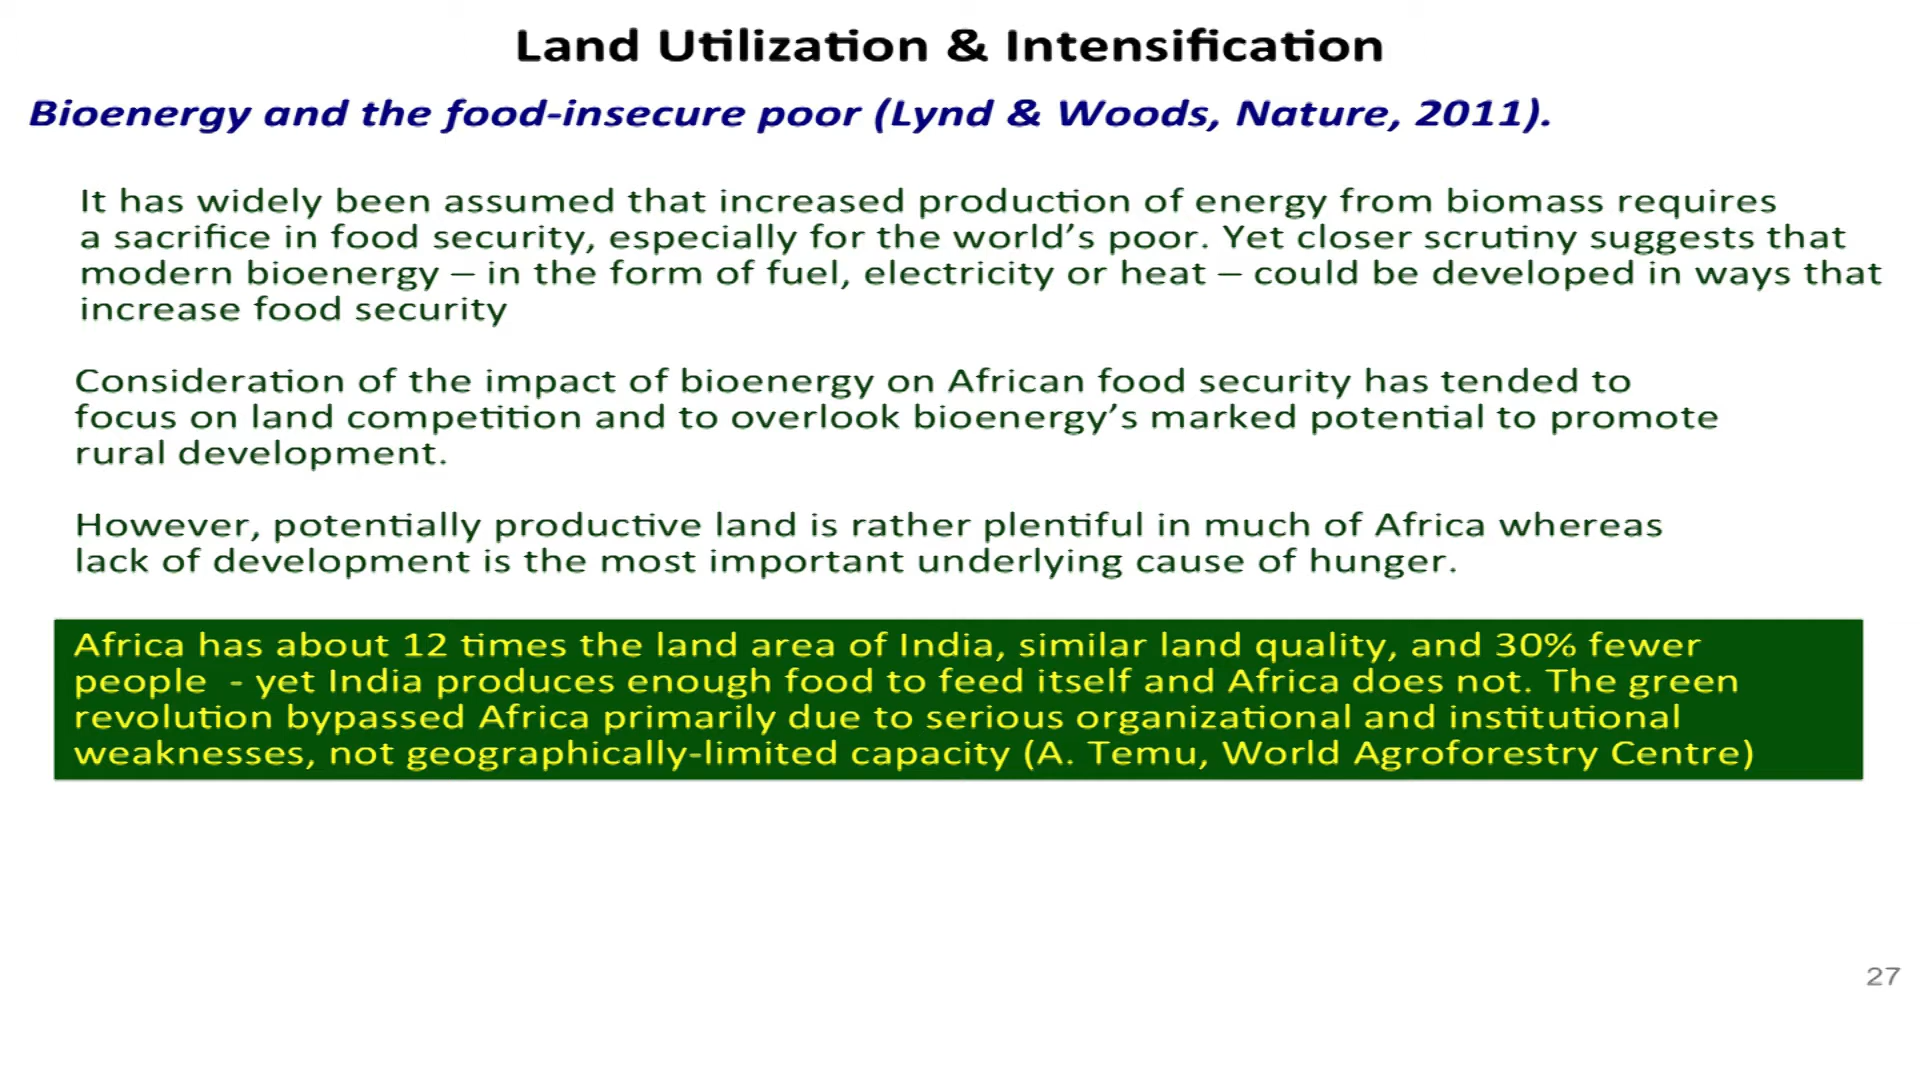 Land Utilization & Intensification
Bioenergy and the food-insecure poor (Lynd & Woods, Nature, 2011).
It has widely been assumed that increased production of energy from biomass requires
a sacrifice in food security, especially for the world’s poor. Yet closer scrutiny suggests that
modern bioenergy – in the form of fuel, electricity or heat – could be developed in ways that
increase food security
Consideration of the impact of bioenergy on African food security has tended to
focus on land competition and to overlook bioenergy’s marked potential to promote
rural development.
However, potentially productive land is rather plentiful in much of Africa whereas
lack of development is the most important underlying cause of hunger.
Africa has about 12 times the land area of India, similar land quality, and 30% fewer
people - yet India produces enough food to feed itself and Africa does not. The green
revolution bypassed Africa primarily due to serious organizational and institutional
weaknesses, not geographically-limited capacity (A. Temu, World Agroforestry Centre)
27